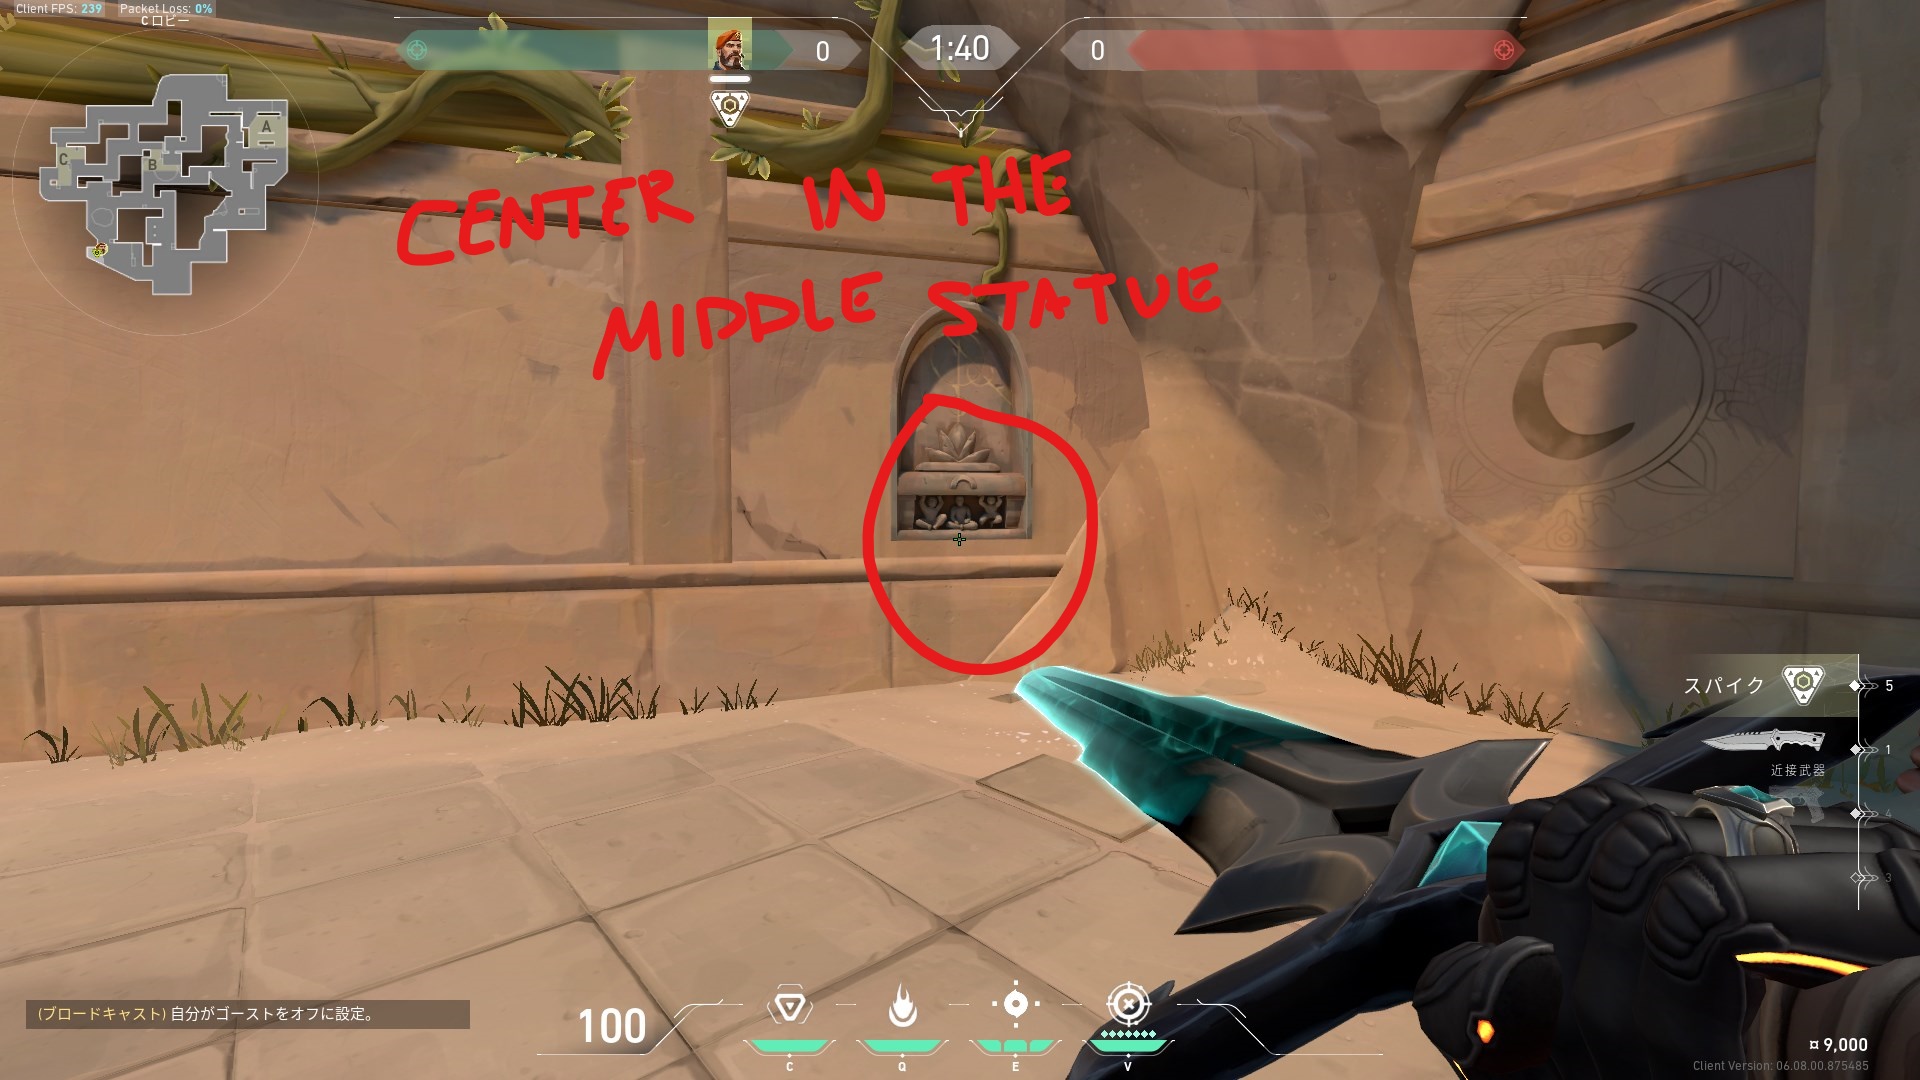 Client FPS: 239 Packet Loss: 0%
C ロビー
0 1:40 0
A
C
B
CENTER IN THE
MIDDLE STATUE
C
スパイク 5
1
近接武器
4
3
(ブロードキャスト) 自分がゴーストをオフに設定。
100
C Q E V
¤ 9,000
Client Version: 06.08.00.875485